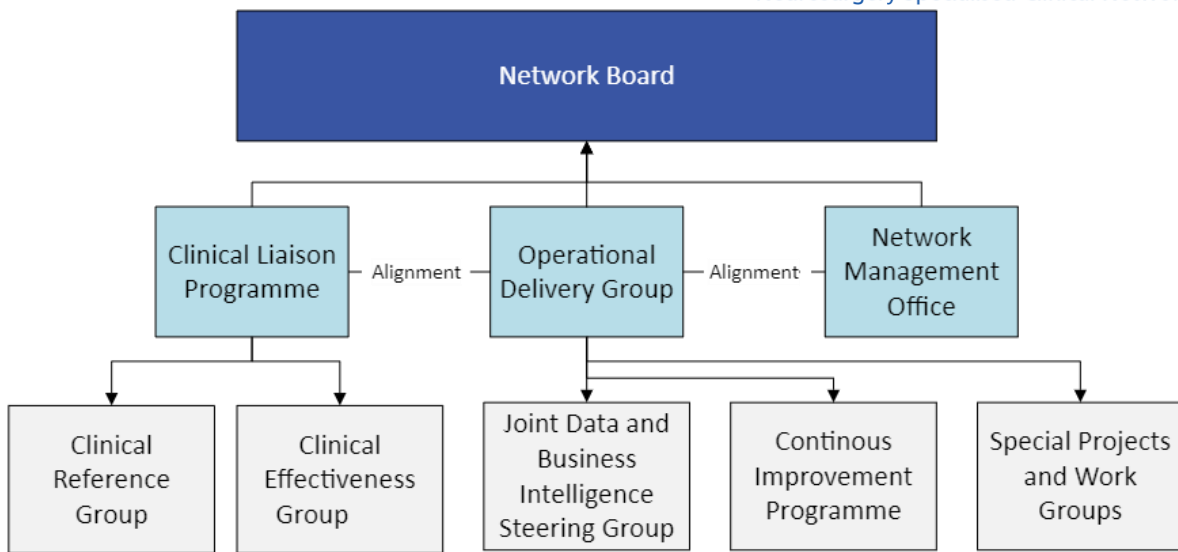 Network Board
Clinical Liaison
Programme
Alignment
Operational
Delivery Group
Alignment
Network
Management
Office
Clinical
Reference
Group
Clinical
Effectiveness
Group
Joint Data and
Business
Intelligence
Steering Group
Continous
Improvement
Programme
Special Projects
and Work
Groups